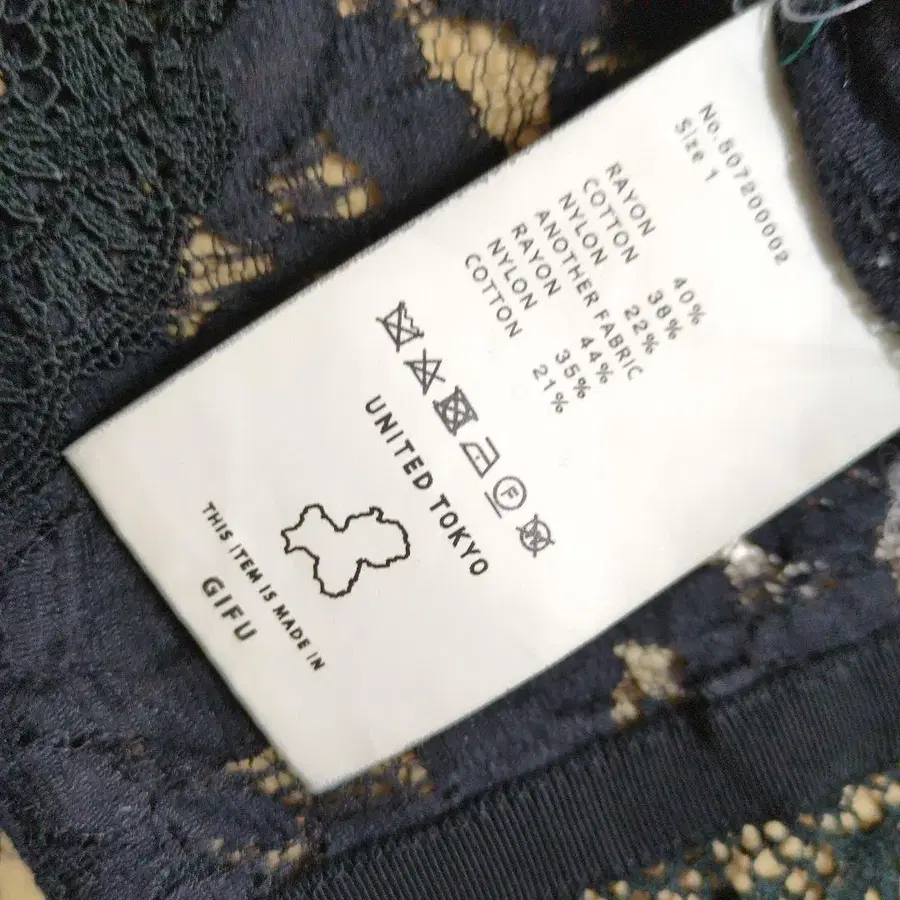 No.507200002
Size 1
RAYON 40%
COTTON 38%
NYLON 22%
ANOTHER FABRIC
RAYON 44%
NYLON 35%
COTTON 21%
F
W
UNITED TOKYO
THIS ITEM IS MADE IN
GIFU